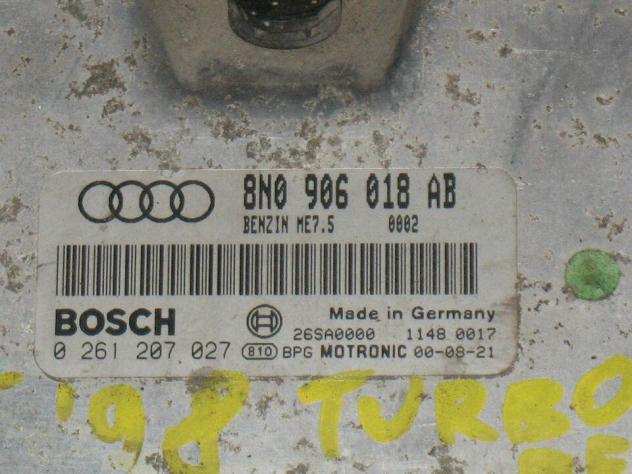 8N0 906 018 AB
BENZIN ME7.5 0002
BOSCH
Made in Germany
26SA0000 1148 0017
0 261 207 027 810 BPG MOTRONIC 00-08-21
'98 TURBO